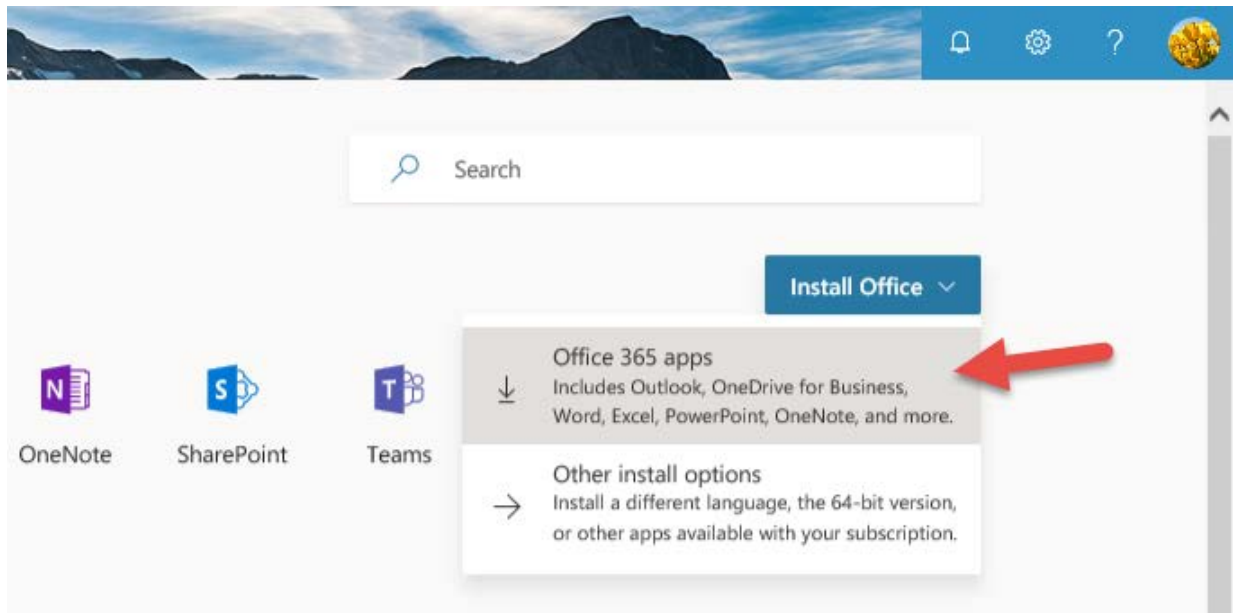 ?
Search
Install Office
Office 365 apps
Includes Outlook, OneDrive for Business,
Word, Excel, PowerPoint, OneNote, and more.
N
S
T
OneNote
SharePoint
Teams
Other install options
Install a different language, the 64-bit version,
or other apps available with your subscription.